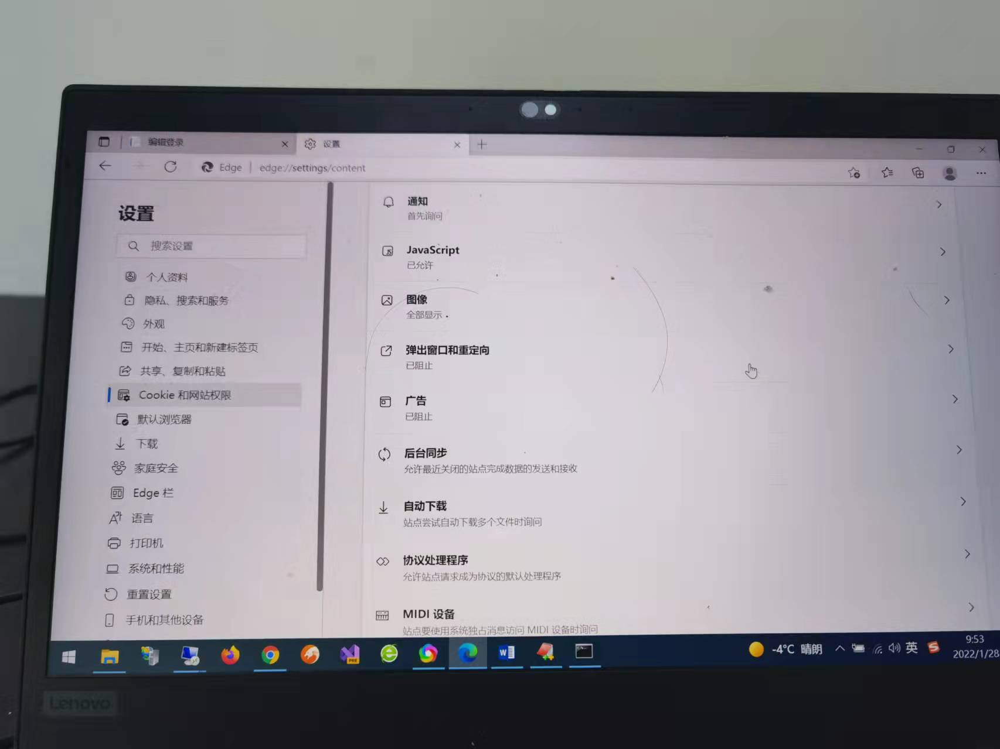 编辑登录
设置
Edge
edge://settings/content
设置
搜索设置
个人资料
隐私、搜索和服务
外观
开始、主页和新建标签页
共享、复制和粘贴
Cookie 和网站权限
默认浏览器
下载
家庭安全
Edge 栏
语言
打印机
系统和性能
重置设置
手机和其他设备
通知
首先询问
JavaScript
已允许
图像
全部显示
弹出窗口和重定向
已阻止
广告
已阻止
后台同步
允许最近关闭的站点完成数据的发送和接收
自动下载
站点尝试自动下载多个文件时询问
协议处理程序
允许站点请求成为协议的默认处理程序
MIDI 设备
站点要使用系统独占消息访问 MIDI 设备时询问
PRE
-4°C 晴朗
英
9:53
2022/1/28
Lenovo